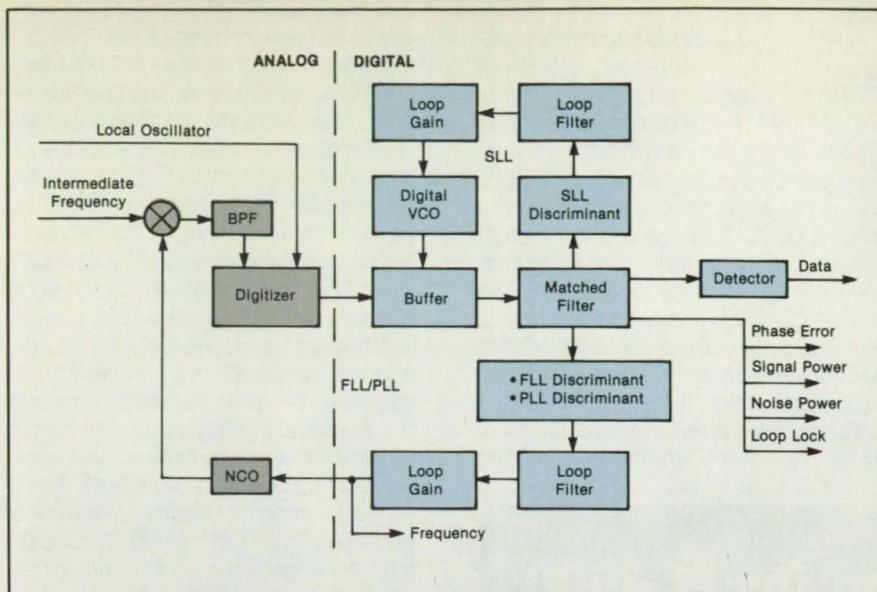 ANALOG
DIGITAL
Local Oscillator
Intermediate
Frequency
BPF
Digitizer
Loop
Gain
Loop
Filter
SLL
Digital
VCO
SLL
Discriminant
Buffer
Matched
Filter
Detector
Data
Phase Error
Signal Power
Noise Power
Loop Lock
FLL/PLL
• FLL Discriminant
• PLL Discriminant
NCO
Loop
Gain
Loop
Filter
Frequency